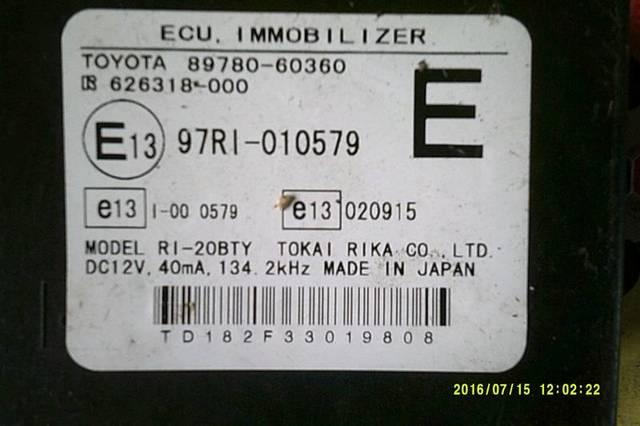 ECU, IMMOBILIZER
TOYOTA 89780-60360
626318-000
E
E13 97RI-010579
e13 I-00 0579 e13 020915
MODEL RI-20BTY TOKAI RIKA CO., LTD.
DC12V, 40mA, 134.2kHz MADE IN JAPAN
TD182F33019808
2016/07/15 12:02:22